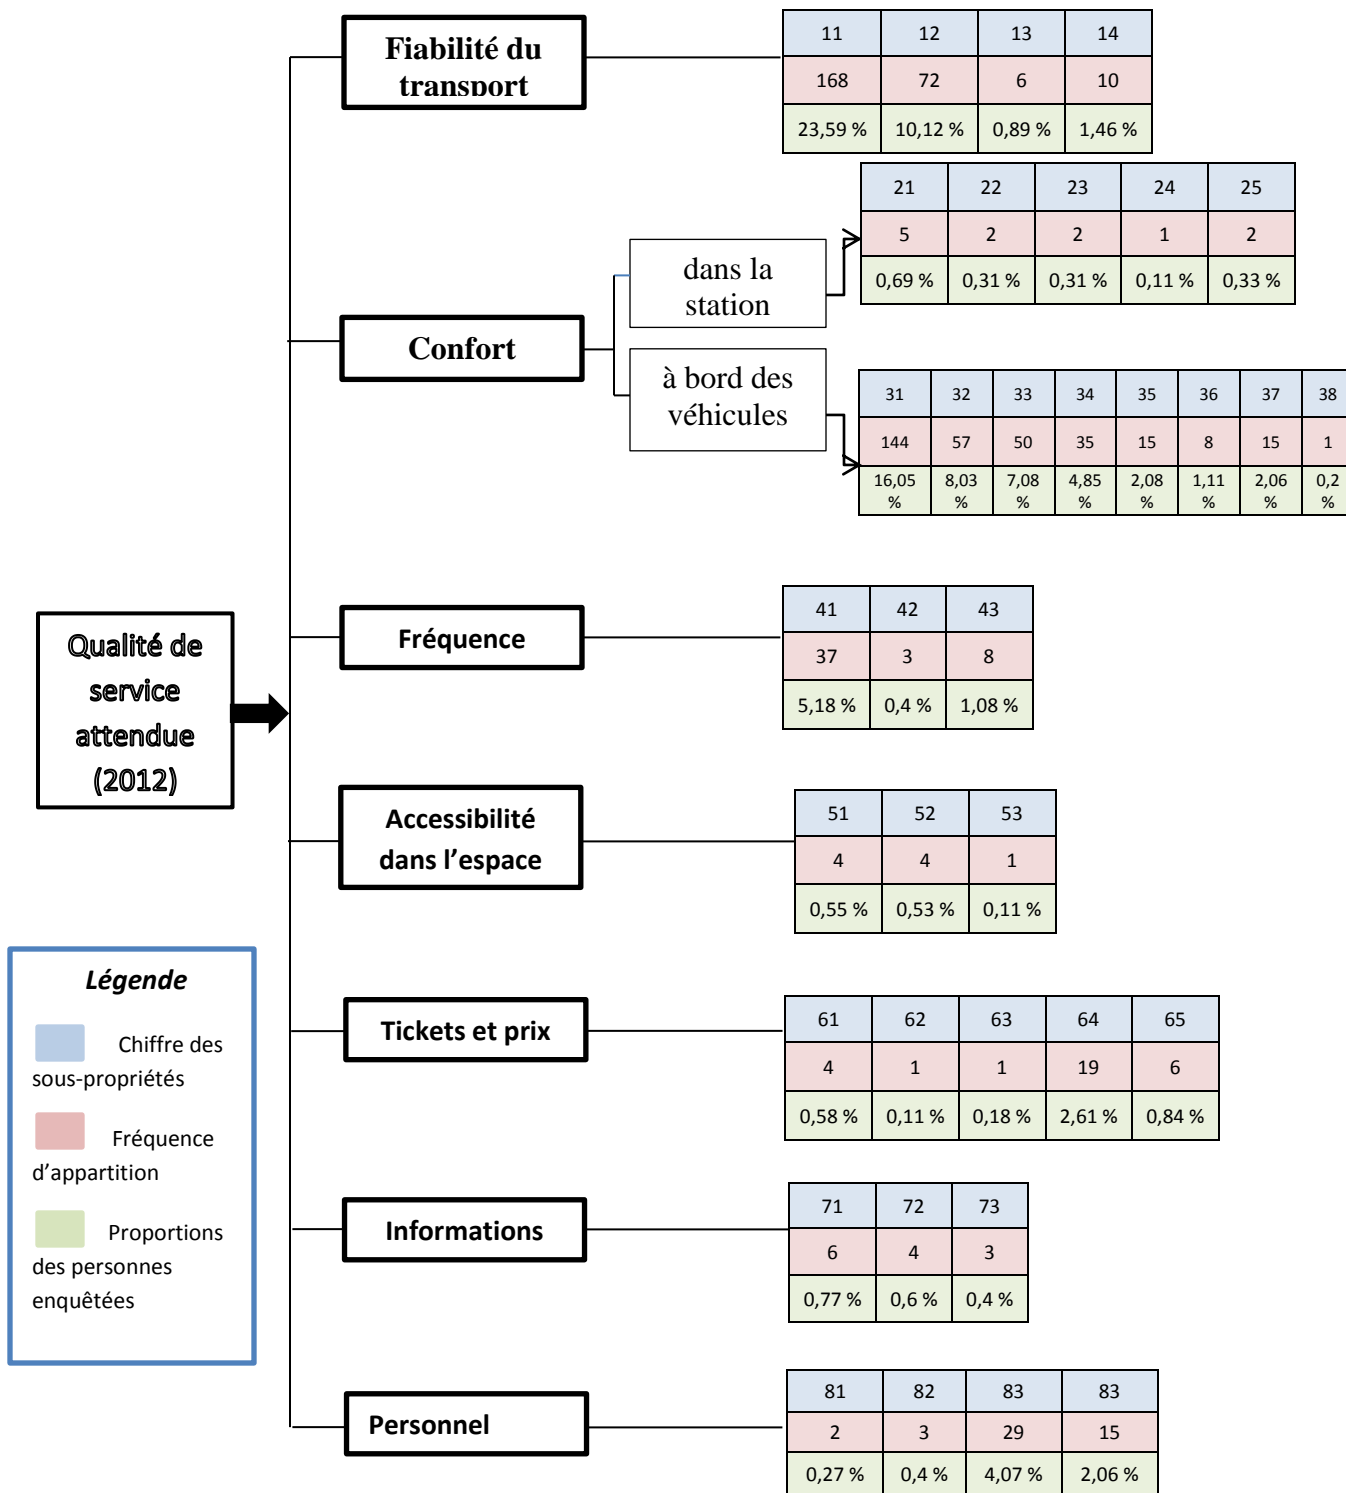 Fiabilité du
transport
11 12 13 14
168 72 6 10
23,59 % 10,12 % 0,89 % 1,46 %
21 22 23 24 25
5 2 2 1 2
0,69 % 0,31 % 0,31 % 0,11 % 0,33 %
dans la
station
Confort
à bord des
véhicules
31 32 33 34 35 36 37 38
144 57 50 35 15 8 15 1
16,05 8,03 7,08 4,85 2,08 1,11 2,06 0,2
% % % % % % % %
Fréquence
41 42 43
37 3 8
5,18 % 0,4 % 1,08 %
Qualité de
service
attendue
(2012)
Accessibilité
dans l’espace
51 52 53
4 4 1
0,55 % 0,53 % 0,11 %
Légende
Chiffre des
sous-propriétés
Fréquence
d’appartition
Proportions
des personnes
enquêtées
Tickets et prix
61 62 63 64 65
4 1 1 19 6
0,58 % 0,11 % 0,18 % 2,61 % 0,84 %
Informations
71 72 73
6 4 3
0,77 % 0,6 % 0,4 %
Personnel
81 82 83 83
2 3 29 15
0,27 % 0,4 % 4,07 % 2,06 %